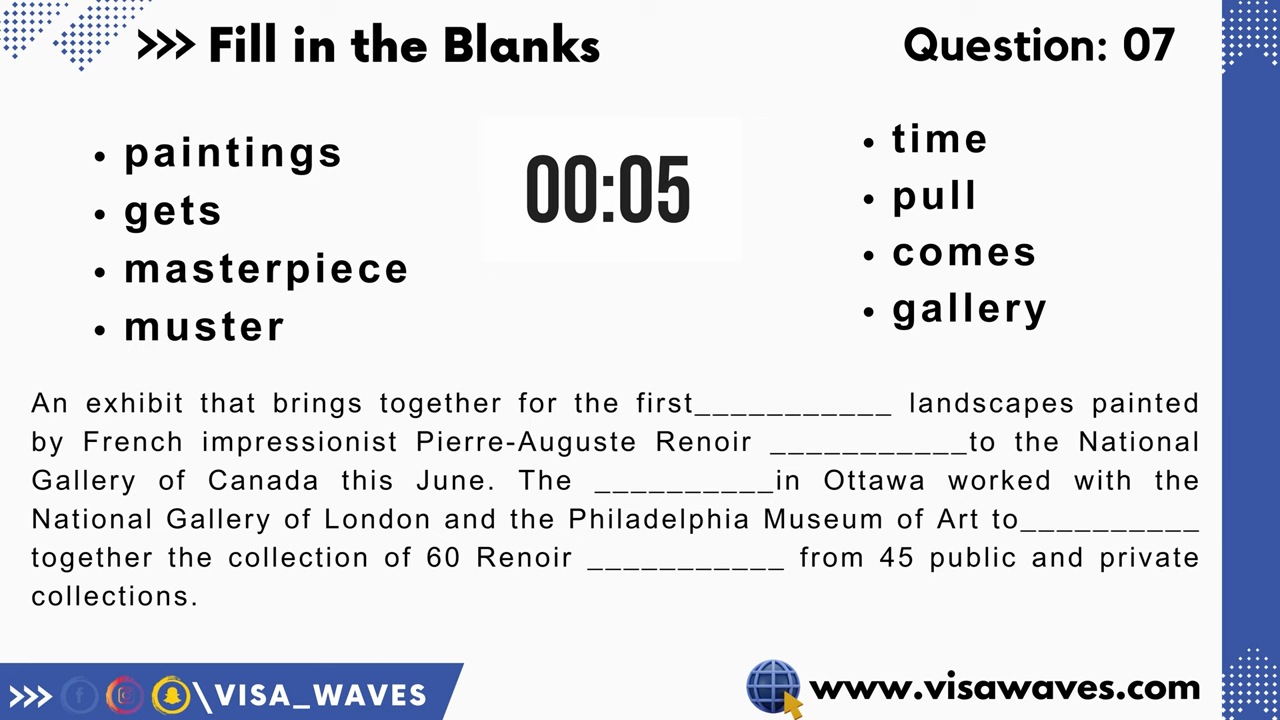 >>> Fill in the Blanks
Question: 07
• paintings
• gets
• masterpiece
• muster
00:05
• time
• pull
• comes
• gallery
An exhibit that brings together for the first___________ landscapes painted
by French impressionist Pierre-Auguste Renoir ___________to the National
Gallery of Canada this June. The __________in Ottawa worked with the
National Gallery of London and the Philadelphia Museum of Art to__________
together the collection of 60 Renoir ___________ from 45 public and private
collections.
>>> \VISA_WAVES
www.visawaves.com